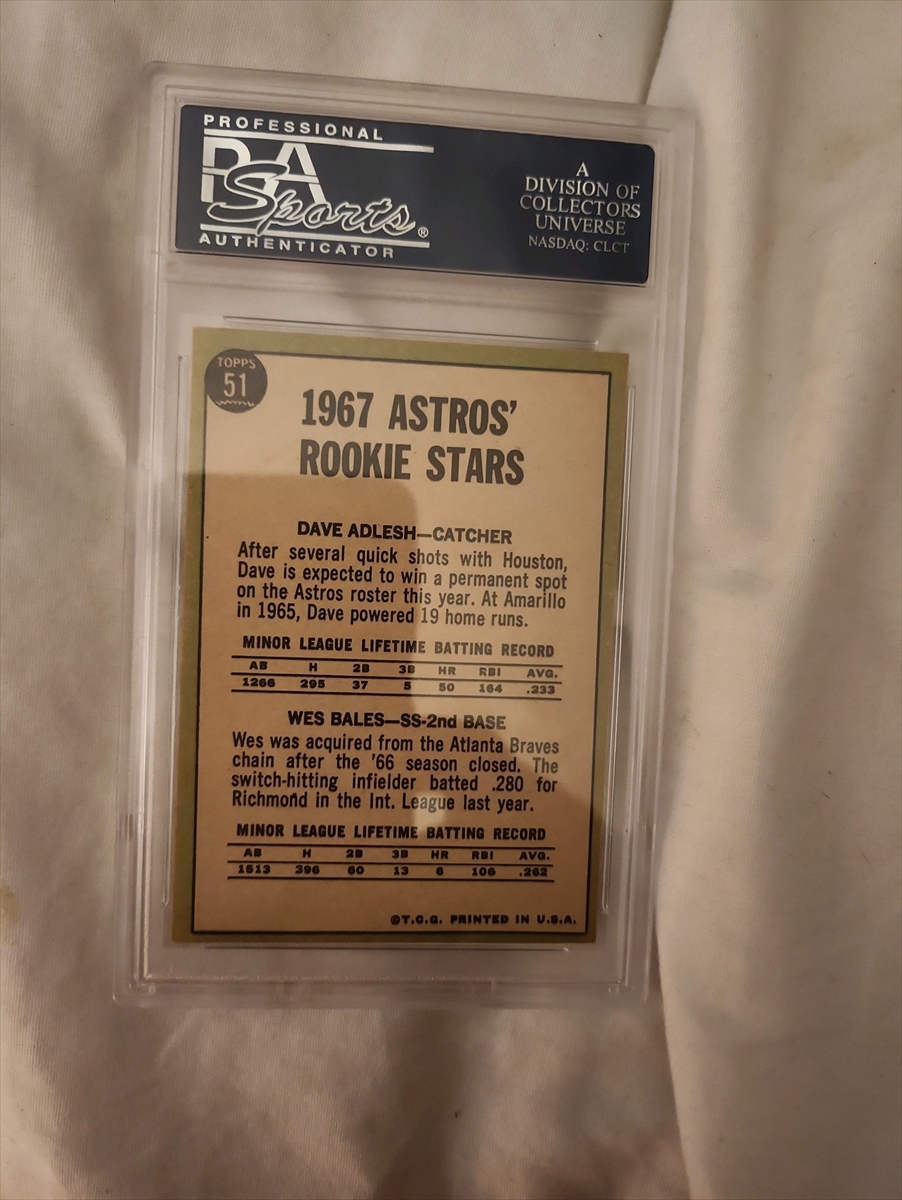 PROFESSIONAL
PSA
Sports®
AUTHENTICATOR
A
DIVISION OF
COLLECTORS
UNIVERSE
NASDAQ: CLCT
TOPPS
51
1967 ASTROS'
ROOKIE STARS
DAVE ADLESH—CATCHER
After several quick shots with Houston,
Dave is expected to win a permanent spot
on the Astros roster this year. At Amarillo
in 1965, Dave powered 19 home runs.
MINOR LEAGUE LIFETIME BATTING RECORD
AB H 2B 3B HR RBI AVG.
1266 295 37 5 50 164 .233
WES BALES—SS-2nd BASE
Wes was acquired from the Atlanta Braves
chain after the '66 season closed. The
switch-hitting infielder batted .280 for
Richmond in the Int. League last year.
MINOR LEAGUE LIFETIME BATTING RECORD
AB H 2B 3B HR RBI AVG.
1513 396 60 13 6 106 .262
©T.C.G. PRINTED IN U.S.A.